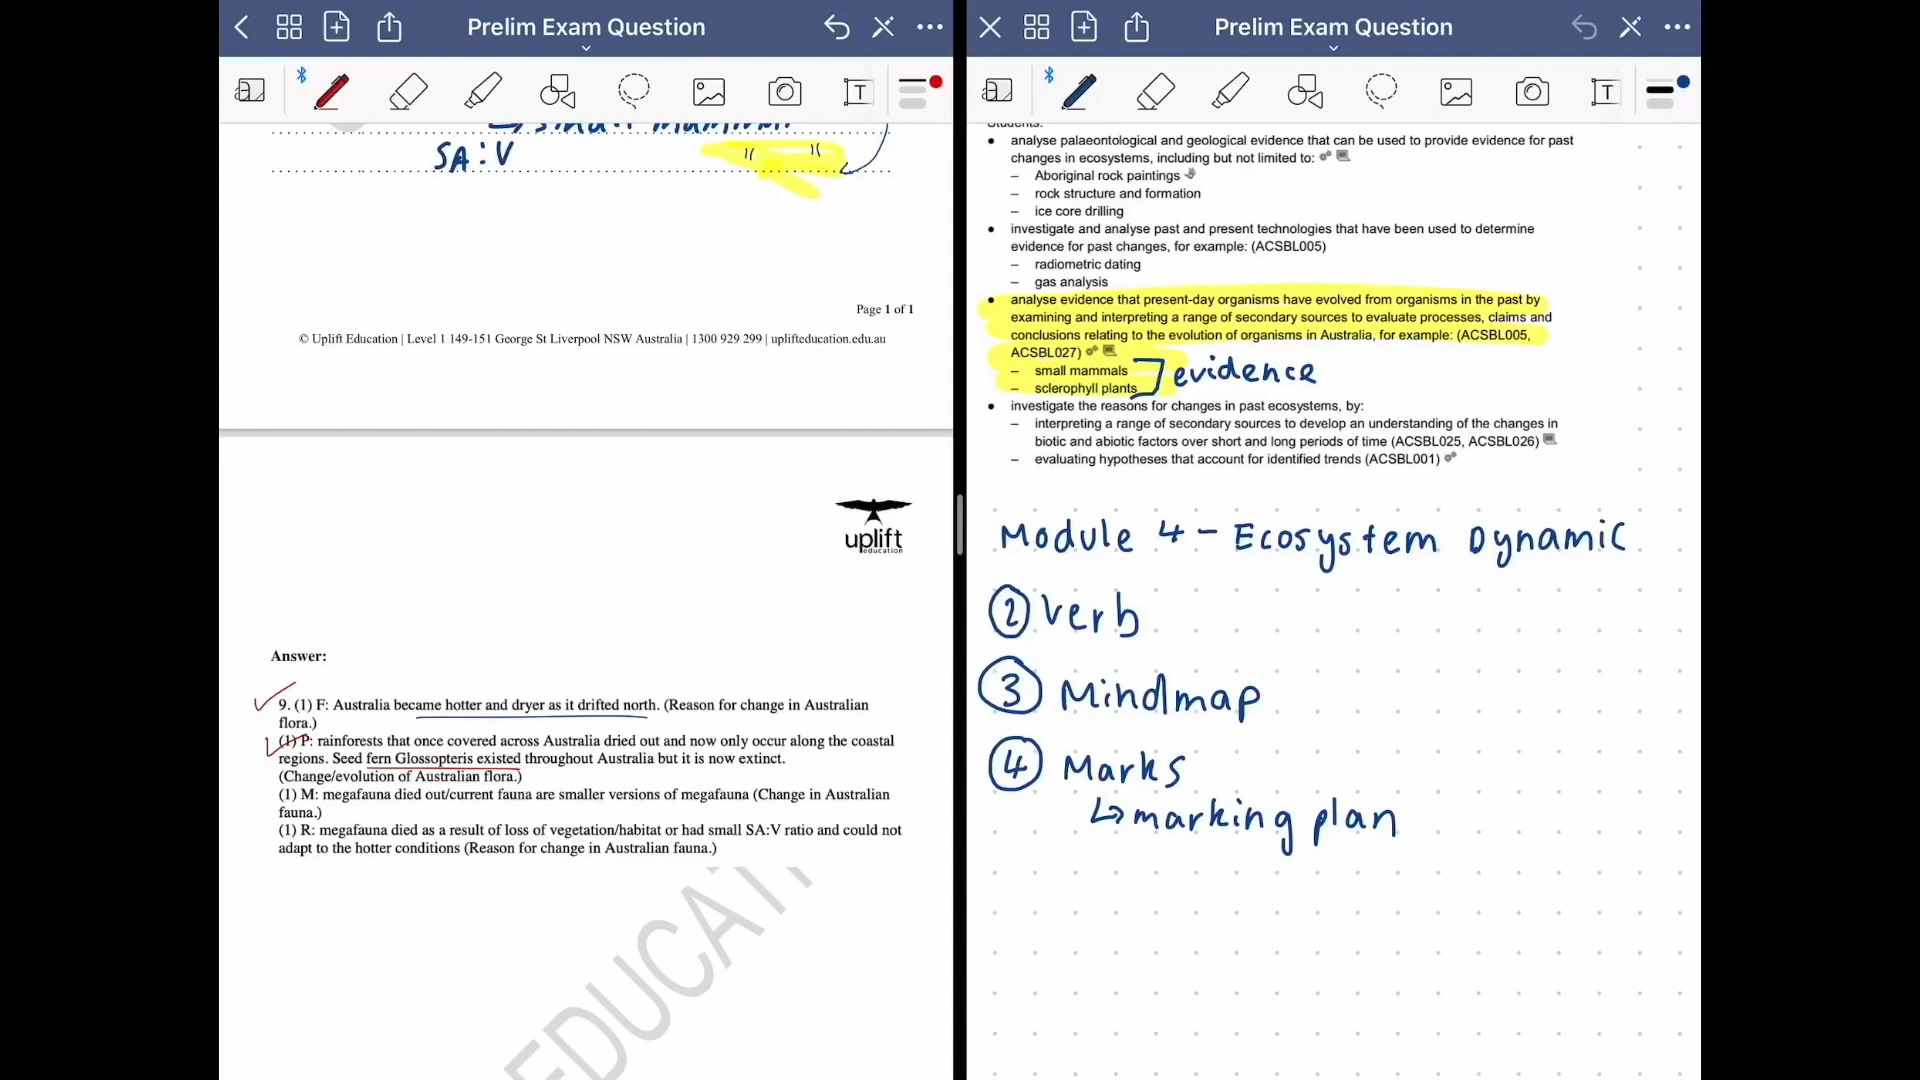 Prelim Exam Question
small mammal
SA:V
Page 1 of 1
© Uplift Education | Level 1 149-151 George St Liverpool NSW Australia | 1300 929 299 | uplifteducation.edu.au
uplift
education
Answer:
9. (1) F: Australia became hotter and dryer as it drifted north. (Reason for change in Australian
flora.)
(1) P: rainforests that once covered across Australia dried out and now only occur along the coastal
regions. Seed fern Glossopteris existed throughout Australia but it is now extinct.
(Change/evolution of Australian flora.)
(1) M: megafauna died out/current fauna are smaller versions of megafauna (Change in Australian
fauna.)
(1) R: megafauna died as a result of loss of vegetation/habitat or had small SA:V ratio and could not
adapt to the hotter conditions (Reason for change in Australian fauna.)
EDUCATI
Prelim Exam Question
Students:
• analyse palaeontological and geological evidence that can be used to provide evidence for past
changes in ecosystems, including but not limited to:
– Aboriginal rock paintings
– rock structure and formation
– ice core drilling
• investigate and analyse past and present technologies that have been used to determine
evidence for past changes, for example: (ACSBL005)
– radiometric dating
– gas analysis
• analyse evidence that present-day organisms have evolved from organisms in the past by
examining and interpreting a range of secondary sources to evaluate processes, claims and
conclusions relating to the evolution of organisms in Australia, for example: (ACSBL005,
ACSBL027)
– small mammals
– sclerophyll plants
evidence
• investigate the reasons for changes in past ecosystems, by:
– interpreting a range of secondary sources to develop an understanding of the changes in
biotic and abiotic factors over short and long periods of time (ACSBL025, ACSBL026)
– evaluating hypotheses that account for identified trends (ACSBL001)
Module 4 - Ecosystem Dynamic
② Verb
③ Mindmap
④ Marks
↳ marking plan